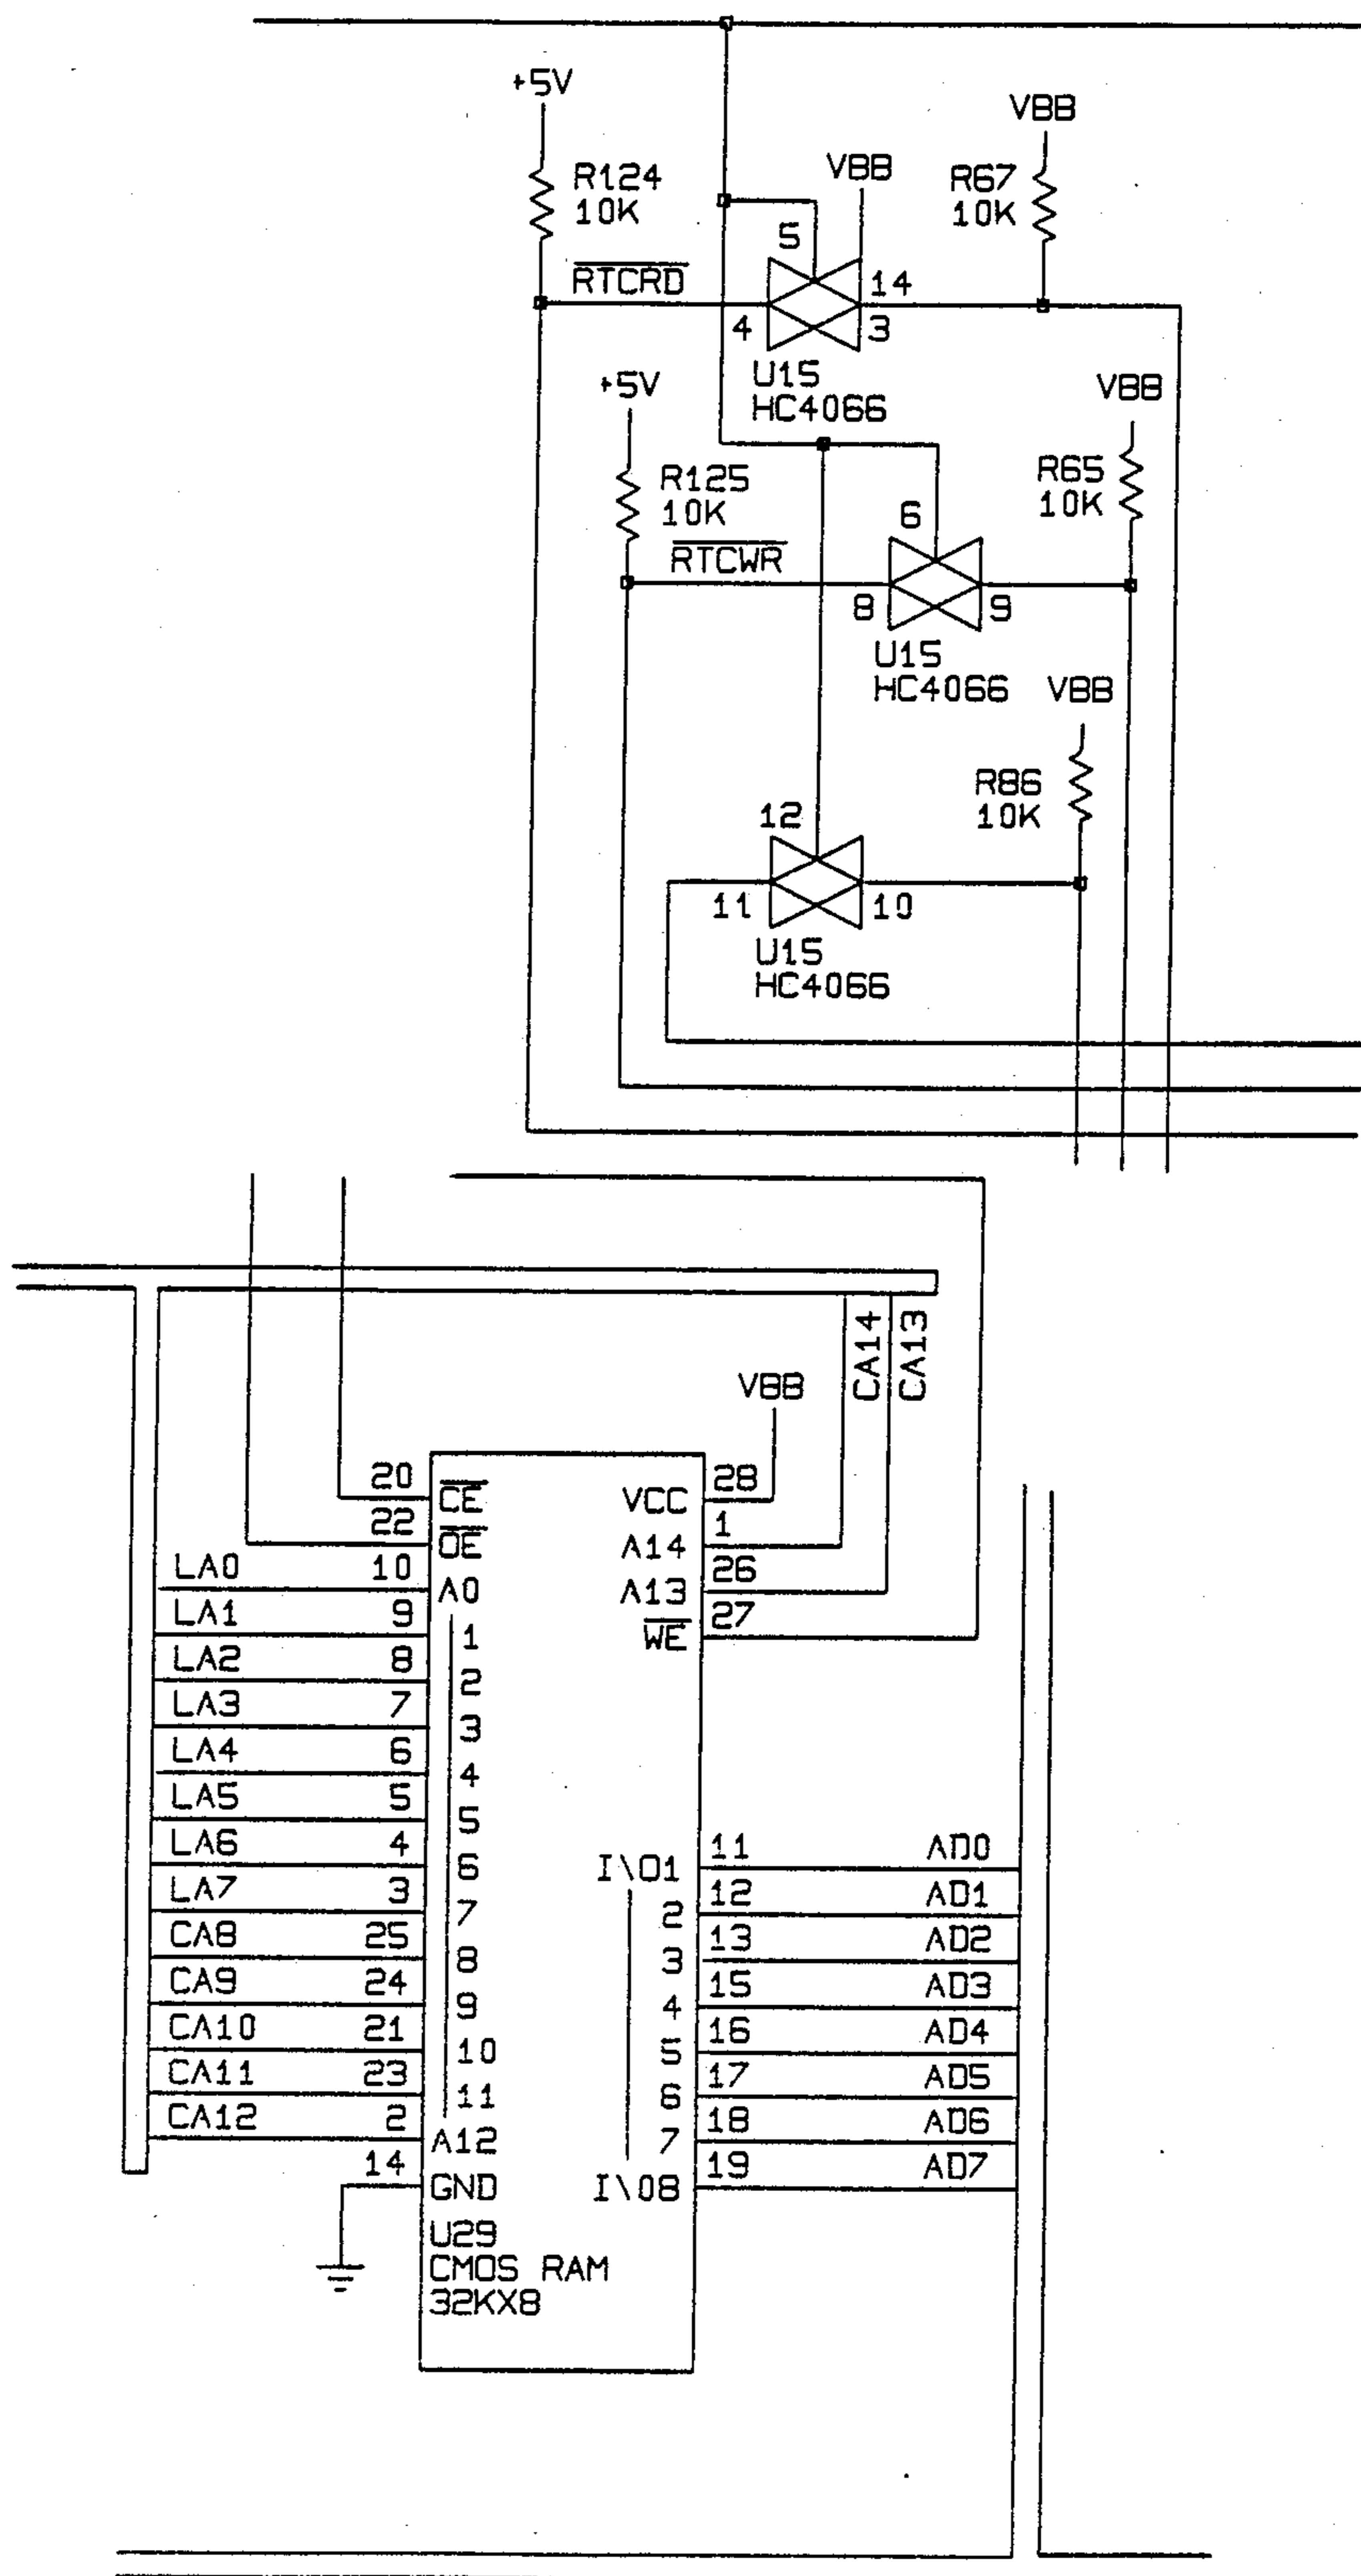 +5V
VBB
R124
10K
VBB
R67
10K
5
RTCRD
14
4
3
U15
HC4066
+5V
VBB
R125
10K
R65
10K
6
RTCWR
8
9
U15
HC4066
VBB
R86
10K
12
11
10
U15
HC4066
CA14
CA13
VBB
20
CE
VCC
28
22
OE
A14
1
LA0
10
A0
A13
26
LA1
9
1
WE
27
LA2
8
2
LA3
7
3
LA4
6
4
LA5
5
5
LA6
4
6
I\O1
11
AD0
LA7
3
7
2
12
AD1
CA8
25
8
3
13
AD2
CA9
24
9
4
15
AD3
CA10
21
10
5
16
AD4
CA11
23
11
6
17
AD5
CA12
2
A12
7
18
AD6
14
GND
I\O8
19
AD7
U29
CMOS RAM
32KX8